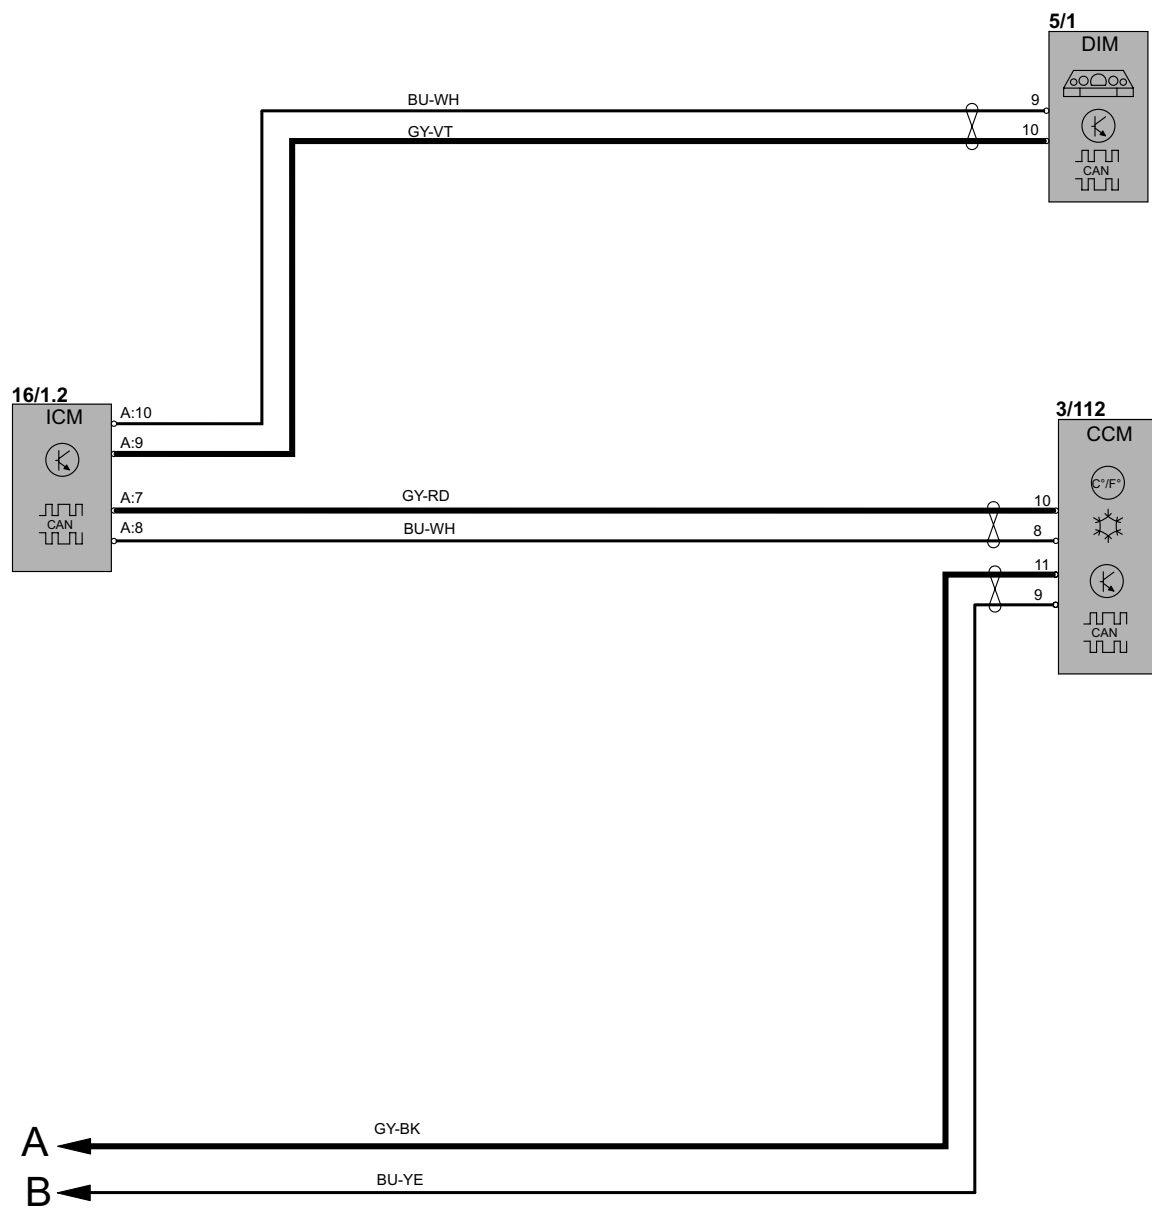 5/1
DIM
BU-WH
9
GY-VT
10
CAN
16/1.2
ICM
A:10
A:9
A:7
A:8
CAN
3/112
CCM
C°/F°
GY-RD
10
BU-WH
8
11
9
CAN
A
GY-BK
B
BU-YE